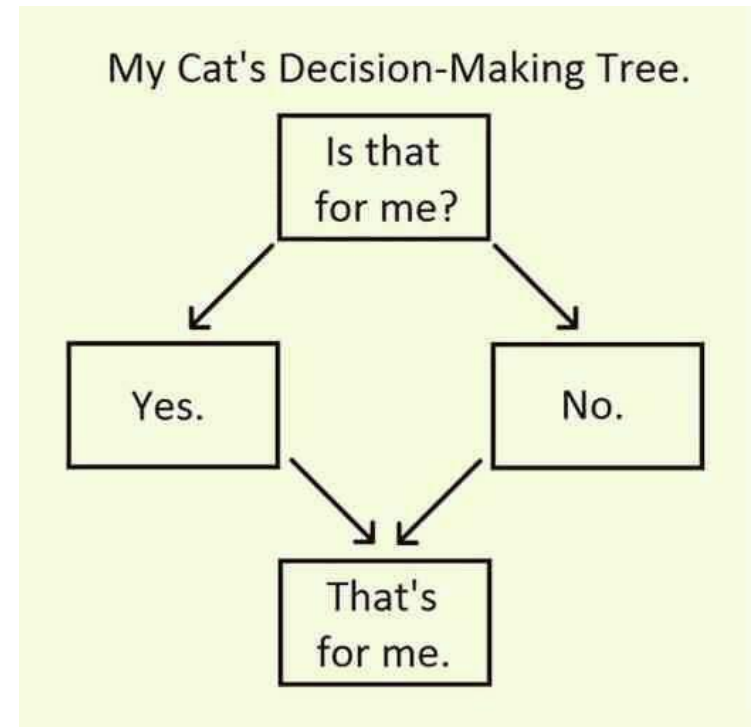 My Cat's Decision-Making Tree.
Is that
for me?
Yes.
No.
That's
for me.